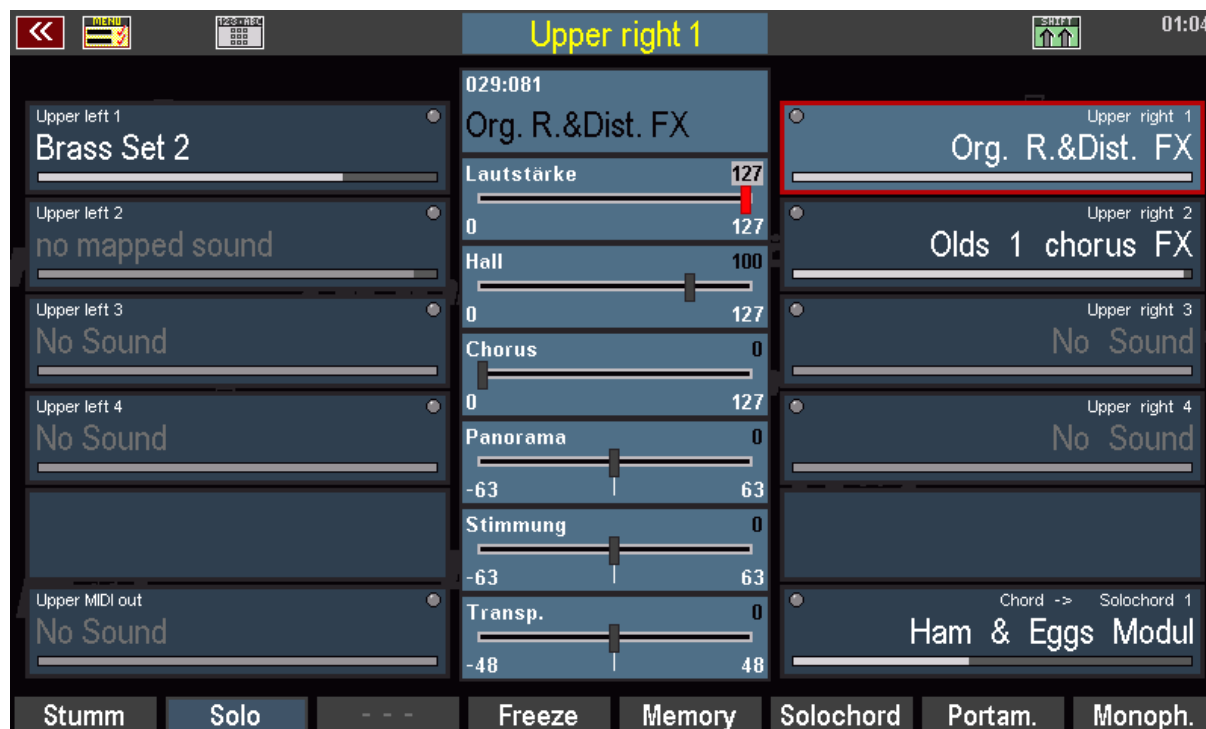 MENU
123·ABC
Upper right 1
SHIFT
01:04
Upper left 1
Brass Set 2
Upper left 2
no mapped sound
Upper left 3
No Sound
Upper left 4
No Sound
Upper MIDI out
No Sound
029:081
Org. R.&Dist. FX
Lautstärke 127
0 127
Hall 100
0 127
Chorus 0
0 127
Panorama 0
-63 63
Stimmung 0
-63 63
Transp. 0
-48 48
Upper right 1
Org. R.&Dist. FX
Upper right 2
Olds 1 chorus FX
Upper right 3
No Sound
Upper right 4
No Sound
Chord -> Solochord 1
Ham & Eggs Modul
Stumm Solo - - - Freeze Memory Solochord Portam. Monoph.